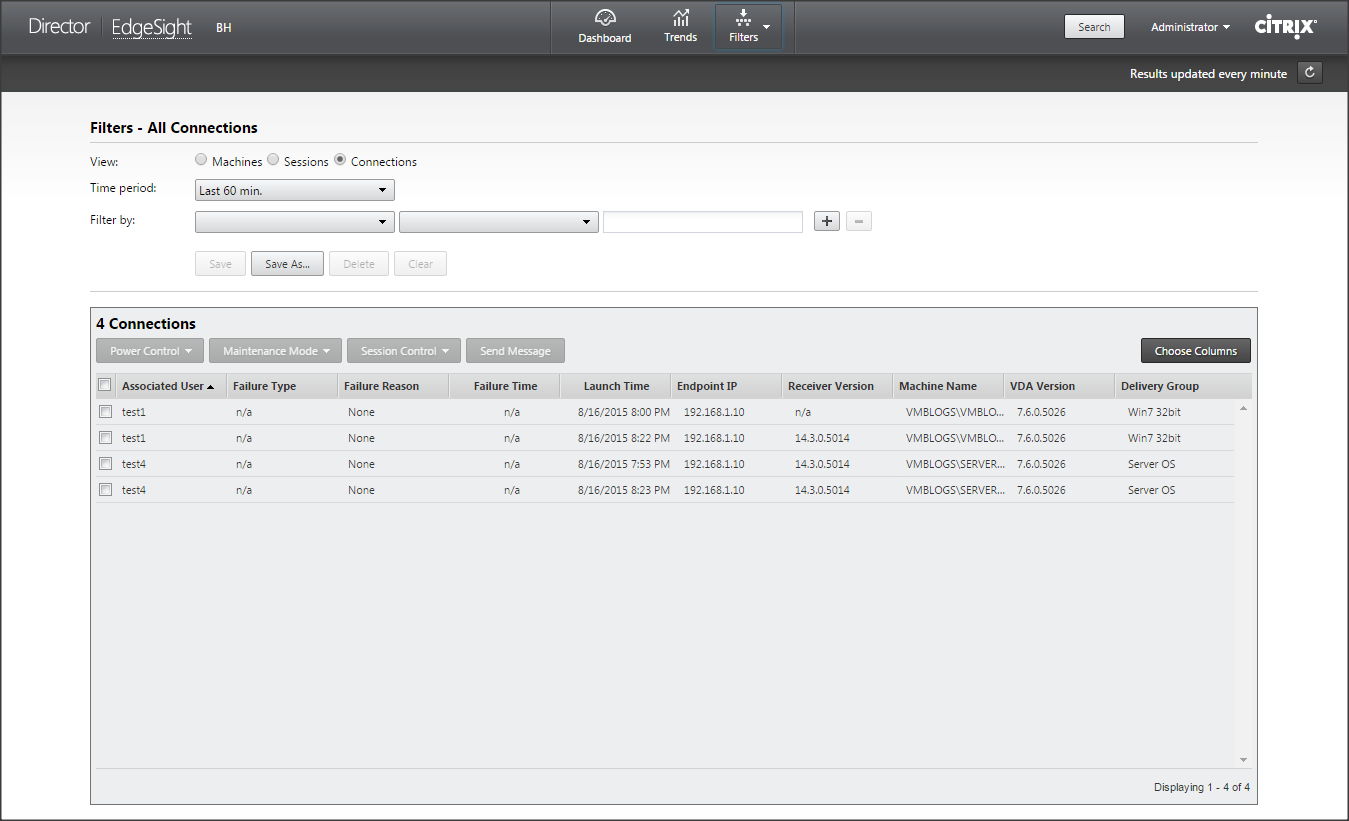 Director EdgeSight BH Dashboard Trends Filters Search Administrator CİTRIX
Results updated every minute
Filters - All Connections
View: Machines Sessions Connections
Time period: Last 60 min.
Filter by:
Save Save As... Delete Clear
4 Connections
Power Control Maintenance Mode Session Control Send Message Choose Columns
Associated User Failure Type Failure Reason Failure Time Launch Time Endpoint IP Receiver Version Machine Name VDA Version Delivery Group
test1 n/a None n/a 8/16/2015 8:00 PM 192.168.1.10 n/a VMBLOGS\VMBLO... 7.6.0.5026 Win7 32bit
test1 n/a None n/a 8/16/2015 8:22 PM 192.168.1.10 14.3.0.5014 VMBLOGS\VMBLO... 7.6.0.5026 Win7 32bit
test4 n/a None n/a 8/16/2015 7:53 PM 192.168.1.10 14.3.0.5014 VMBLOGS\SERVER... 7.6.0.5026 Server OS
test4 n/a None n/a 8/16/2015 8:23 PM 192.168.1.10 14.3.0.5014 VMBLOGS\SERVER... 7.6.0.5026 Server OS
Displaying 1 - 4 of 4